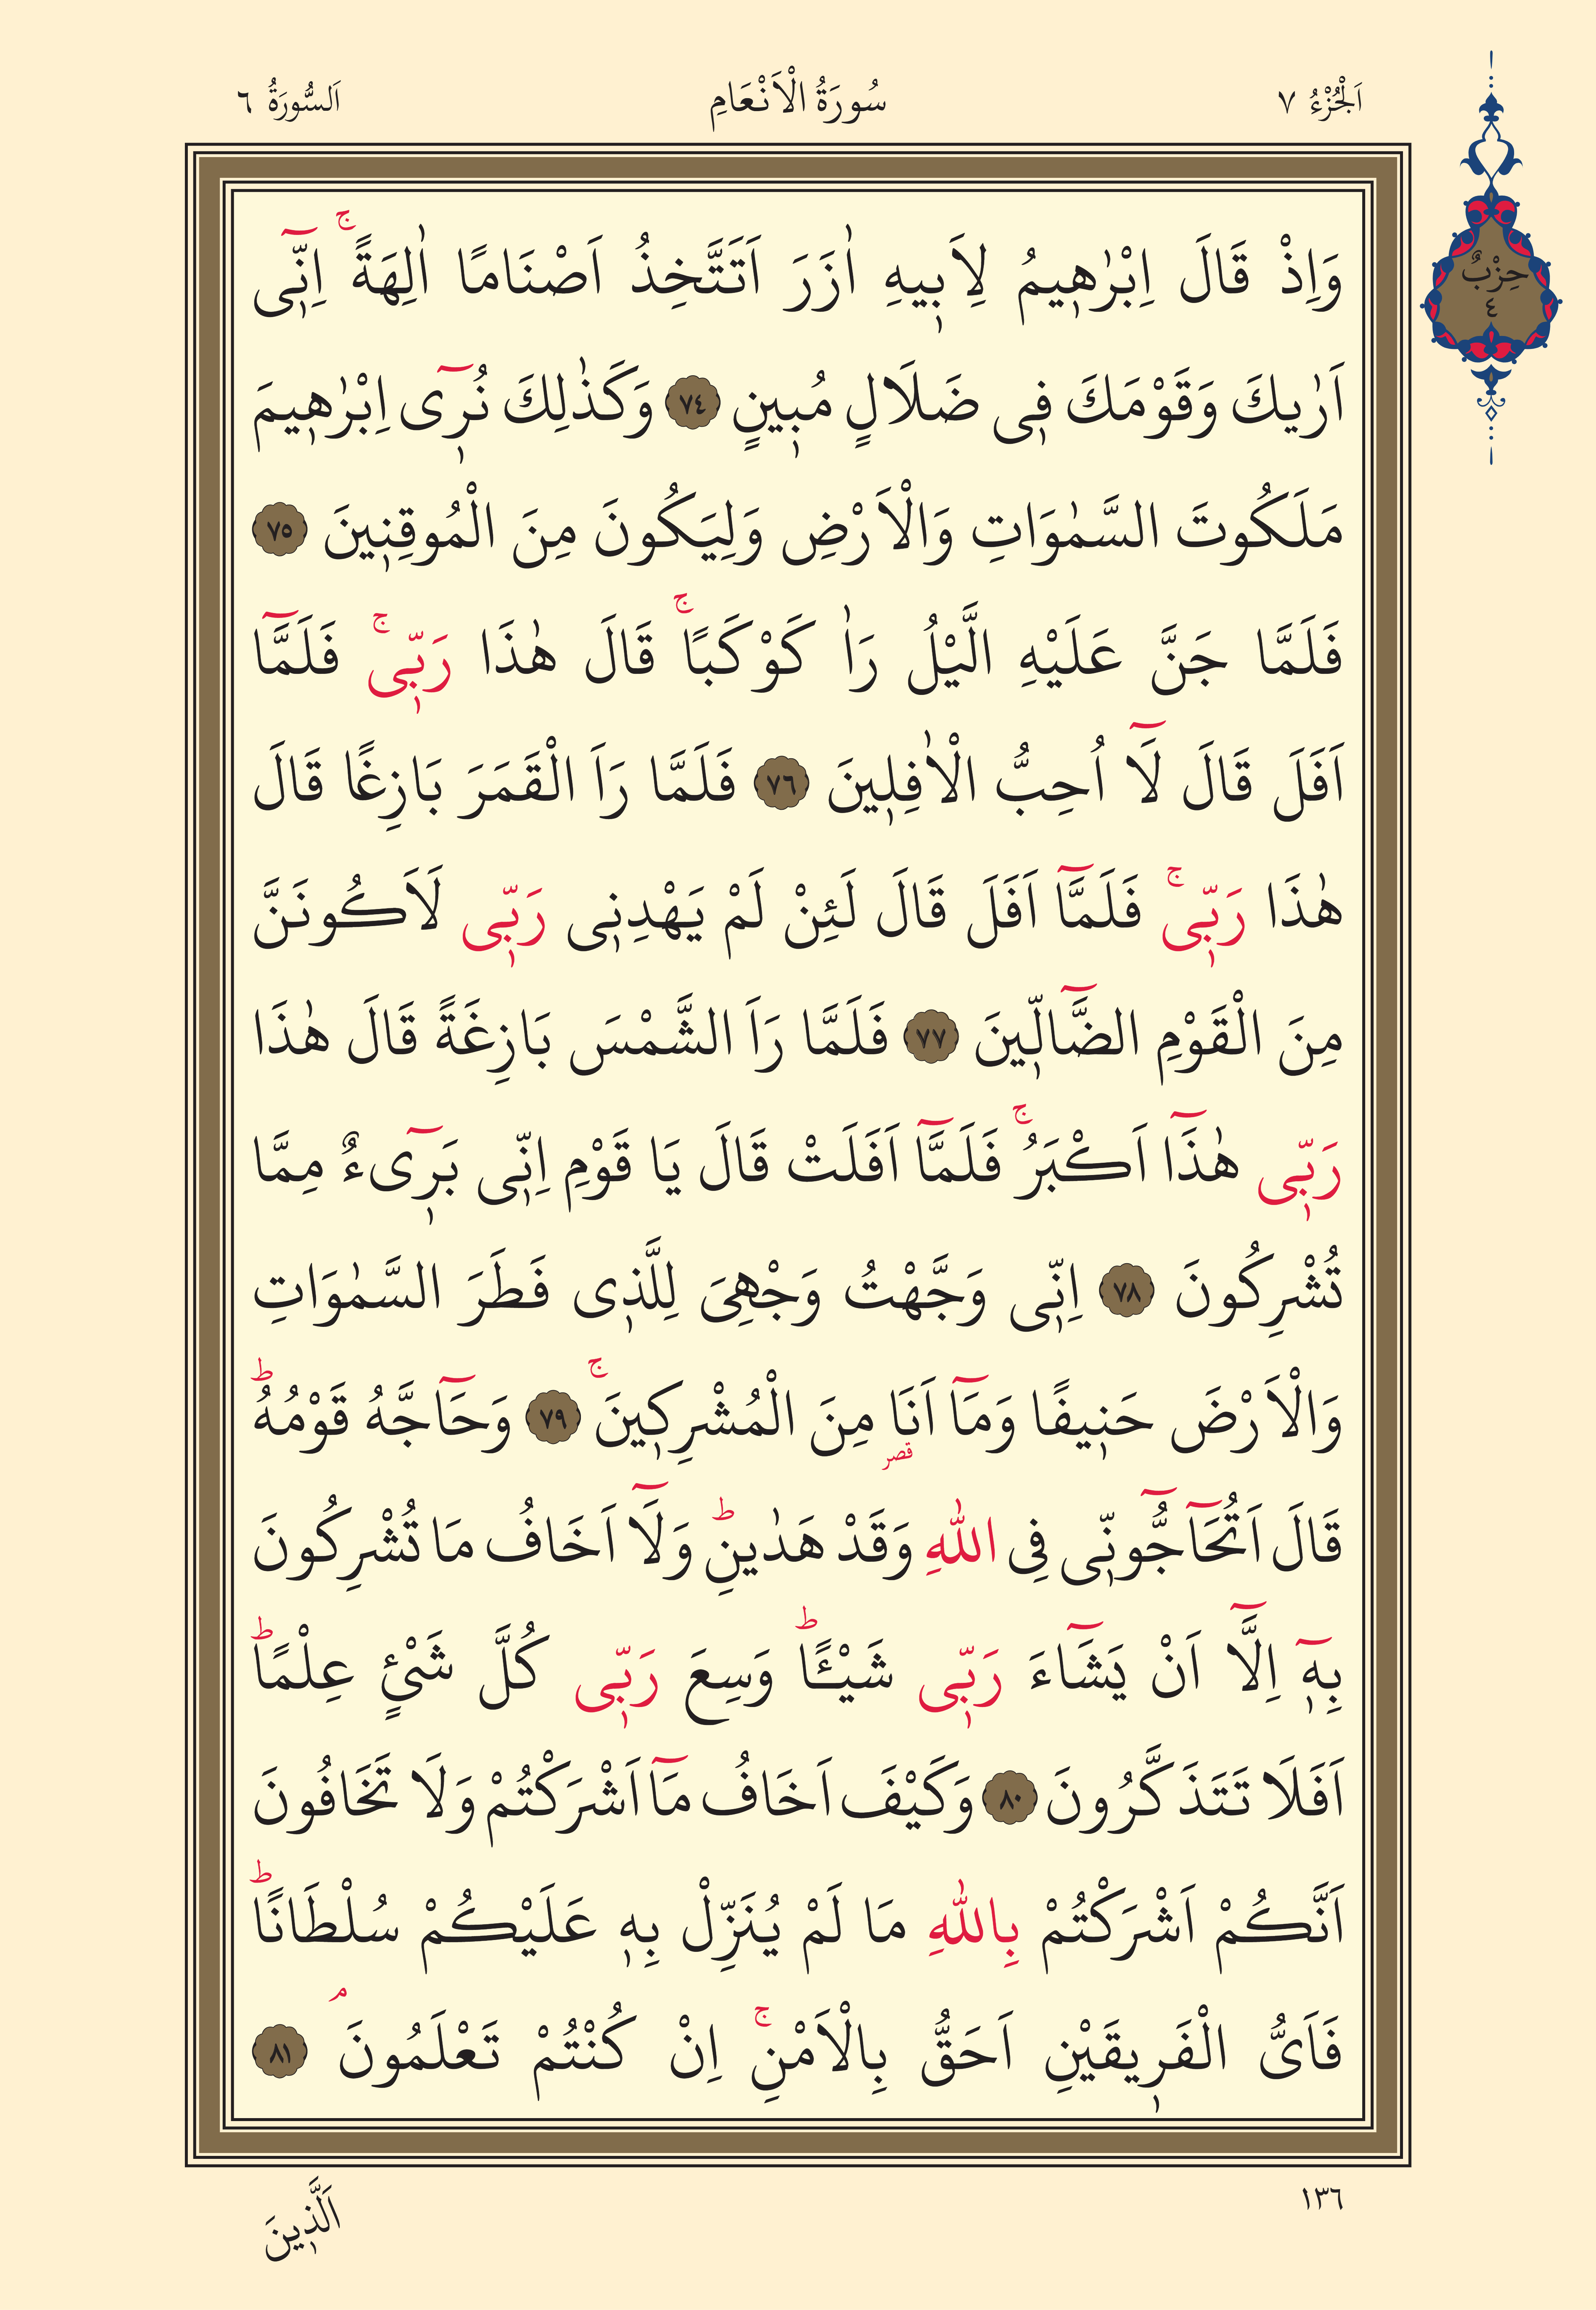 اَلْجُزْءُ ٧
سُورَةُ الْاَنْعَامِ
اَلسُّورَةُ ٦
حِزْبٌ
٤
وَاِذْ قَالَ اِبْرٰه۪يمُ لِاَب۪يهِ اٰزَرَ اَتَتَّخِذُ اَصْنَامًا اٰلِهَةًۚ اِنّ۪ٓى
اَرٰيكَ وَقَوْمَكَ ف۪ى ضَلَالٍ مُب۪ينٍ ٧٤ وَكَذٰلِكَ نُر۪ٓى اِبْرٰه۪يمَ
مَلَكُوتَ السَّمٰوَاتِ وَالْاَرْضِ وَلِيَكُونَ مِنَ الْمُوقِن۪ينَ ٧٥
فَلَمَّا جَنَّ عَلَيْهِ الَّيْلُ رَاٰ كَوْكَبًاۚ قَالَ هٰذَا رَبّ۪ىۚ فَلَمَّٓا
اَفَلَ قَالَ لَٓا اُحِبُّ الْاٰفِل۪ينَ ٧٦ فَلَمَّا رَاَ الْقَمَرَ بَازِغًا قَالَ
هٰذَا رَبّ۪ىۚ فَلَمَّٓا اَفَلَ قَالَ لَئِنْ لَمْ يَهْدِن۪ى رَبّ۪ى لَاَكُونَنَّ
مِنَ الْقَوْمِ الضَّٓالّ۪ينَ ٧٧ فَلَمَّا رَاَ الشَّمْسَ بَازِغَةً قَالَ هٰذَا
رَبّ۪ى هٰذَٓا اَكْبَرُۚ فَلَمَّٓا اَفَلَتْ قَالَ يَا قَوْمِ اِنّ۪ى بَر۪ٓىءٌ مِمَّا
تُشْرِكُونَ ٧٨ اِنّ۪ى وَجَّهْتُ وَجْهِىَ لِلَّذ۪ى فَطَرَ السَّمٰوَاتِ
وَالْاَرْضَ حَن۪يفًا وَمَٓا اَنَا۬ قصر مِنَ الْمُشْرِك۪ينَۚ ٧٩ وَحَٓاجَّهُ قَوْمُهُۜ
قَالَ اَتُحَٓاجُّٓونّ۪ى فِى اللّٰهِ وَقَدْ هَدٰينِۜ وَلَٓا اَخَافُ مَا تُشْرِكُونَ
بِه۪ٓ اِلَّٓا اَنْ يَشَٓاءَ رَبّ۪ى شَيْـًٔاۜ وَسِعَ رَبّ۪ى كُلَّ شَىْءٍ عِلْمًاۜ
اَفَلَا تَتَذَكَّرُونَ ٨٠ وَكَيْفَ اَخَافُ مَٓا اَشْرَكْتُمْ وَلَا تَخَافُونَ
اَنَّكُمْ اَشْرَكْتُمْ بِاللّٰهِ مَا لَمْ يُنَزِّلْ بِه۪ عَلَيْكُمْ سُلْطَانًاۜ
فَاَىُّ الْفَر۪يقَيْنِ اَحَقُّ بِالْاَمْنِۚ اِنْ كُنْتُمْ تَعْلَمُونَۢ ٨١
١٣٦
اَلَّذ۪ينَ